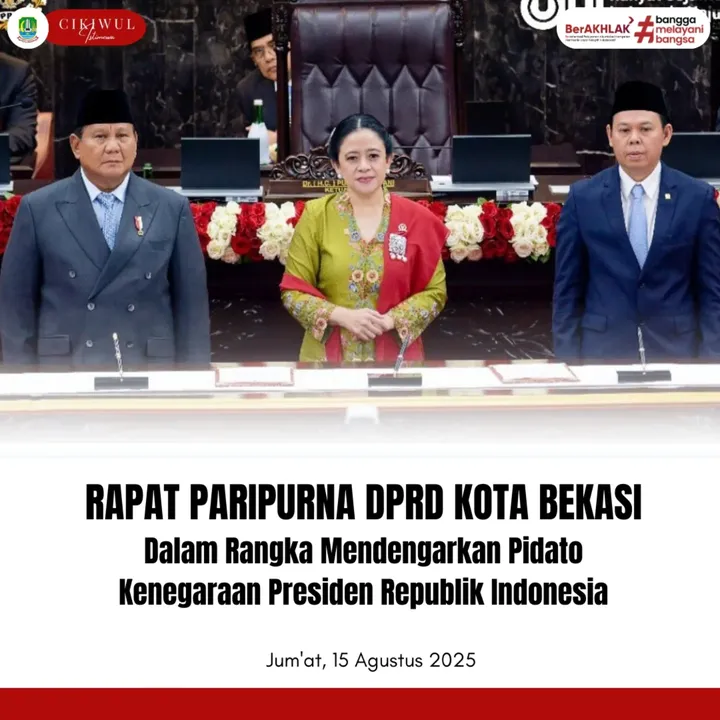 CIKIWUL
Istimewa
BerAKHLAK
#bangga
melayani
bangsa
RAPAT PARIPURNA DPRD KOTA BEKASI
Dalam Rangka Mendengarkan Pidato
Kenegaraan Presiden Republik Indonesia
Jum'at, 15 Agustus 2025